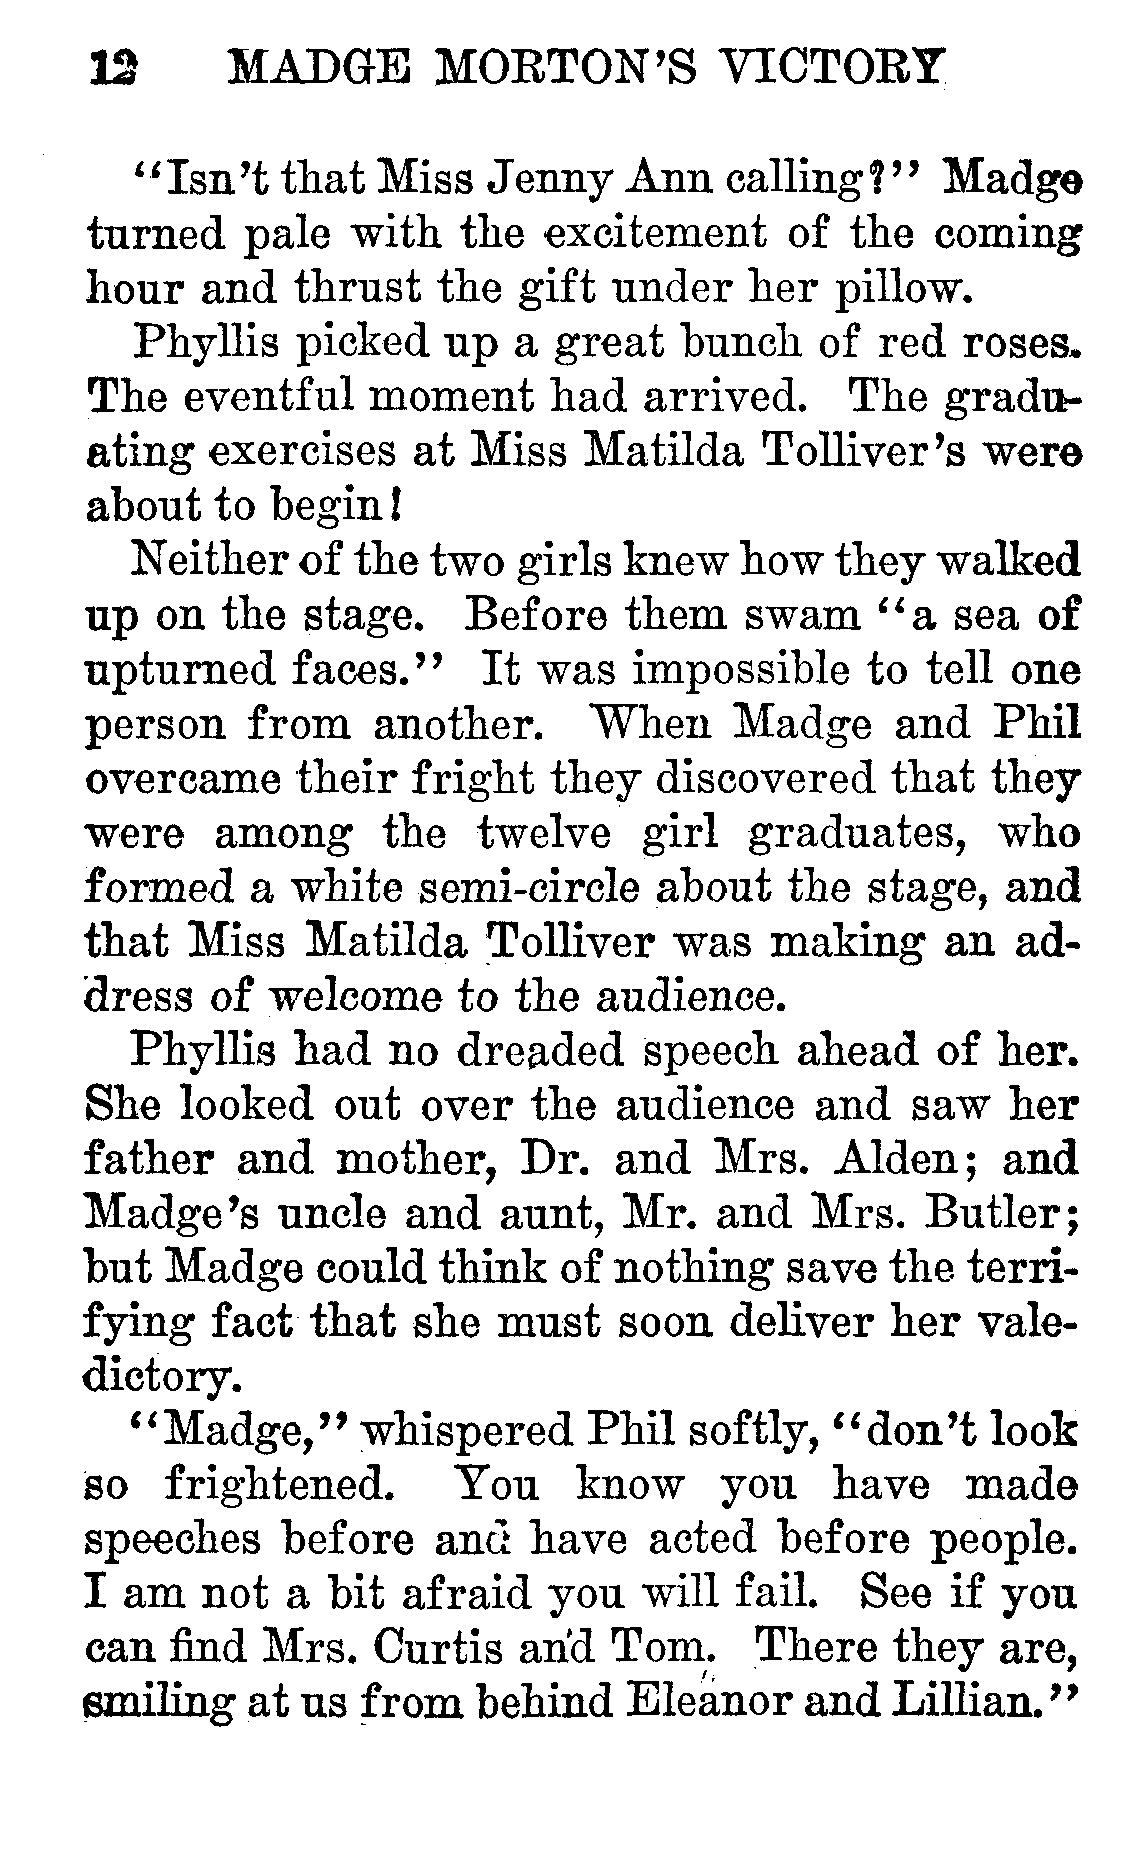 12 MADGE MORTON'S VICTORY
"Isn't that Miss Jenny Ann calling?" Madge
turned pale with the excitement of the coming
hour and thrust the gift under her pillow.
Phyllis picked up a great bunch of red roses.
The eventful moment had arrived. The gradu-
ating exercises at Miss Matilda Tolliver's were
about to begin!
Neither of the two girls knew how they walked
up on the stage. Before them swam "a sea of
upturned faces." It was impossible to tell one
person from another. When Madge and Phil
overcame their fright they discovered that they
were among the twelve girl graduates, who
formed a white semi-circle about the stage, and
that Miss Matilda Tolliver was making an ad-
dress of welcome to the audience.
Phyllis had no dreaded speech ahead of her.
She looked out over the audience and saw her
father and mother, Dr. and Mrs. Alden; and
Madge's uncle and aunt, Mr. and Mrs. Butler;
but Madge could think of nothing save the terri-
fying fact that she must soon deliver her vale-
dictory.
"Madge," whispered Phil softly, "don't look
so frightened. You know you have made
speeches before and have acted before people.
I am not a bit afraid you will fail. See if you
can find Mrs. Curtis and Tom. There they are,
smiling at us from behind Eleanor and Lillian."